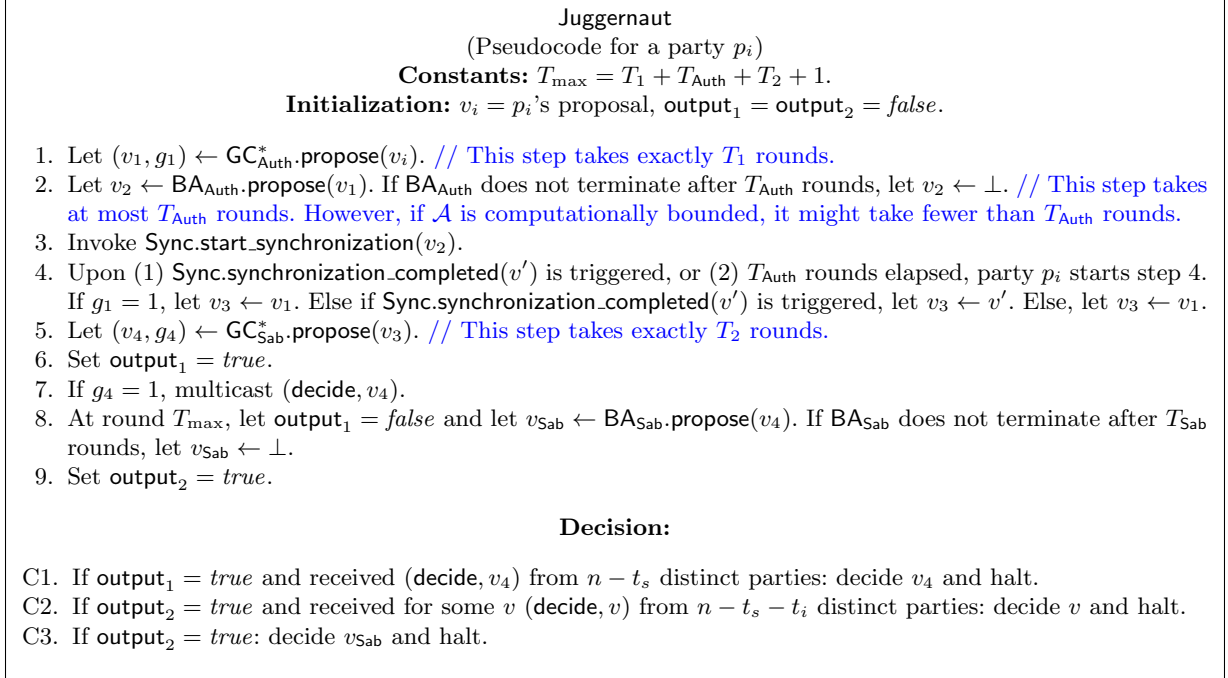 Juggernaut
(Pseudocode for a party p_i)
Constants: T_max = T_1 + T_Auth + T_2 + 1.
Initialization: v_i = p_i's proposal, output_1 = output_2 = false.
1. Let (v_1, g_1) ← GC*_Auth.propose(v_i). // This step takes exactly T_1 rounds.
2. Let v_2 ← BA_Auth.propose(v_1). If BA_Auth does not terminate after T_Auth rounds, let v_2 ← ⊥. // This step takes
at most T_Auth rounds. However, if 𝒜 is computationally bounded, it might take fewer than T_Auth rounds.
3. Invoke Sync.start_synchronization(v_2).
4. Upon (1) Sync.synchronization_completed(v′) is triggered, or (2) T_Auth rounds elapsed, party p_i starts step 4.
If g_1 = 1, let v_3 ← v_1. Else if Sync.synchronization_completed(v′) is triggered, let v_3 ← v′. Else, let v_3 ← v_1.
5. Let (v_4, g_4) ← GC*_Sab.propose(v_3). // This step takes exactly T_2 rounds.
6. Set output_1 = true.
7. If g_4 = 1, multicast (decide, v_4).
8. At round T_max, let output_1 = false and let v_Sab ← BA_Sab.propose(v_4). If BA_Sab does not terminate after T_Sab
rounds, let v_Sab ← ⊥.
9. Set output_2 = true.
Decision:
C1. If output_1 = true and received (decide, v_4) from n − t_s distinct parties: decide v_4 and halt.
C2. If output_2 = true and received for some v (decide, v) from n − t_s − t_i distinct parties: decide v and halt.
C3. If output_2 = true: decide v_Sab and halt.